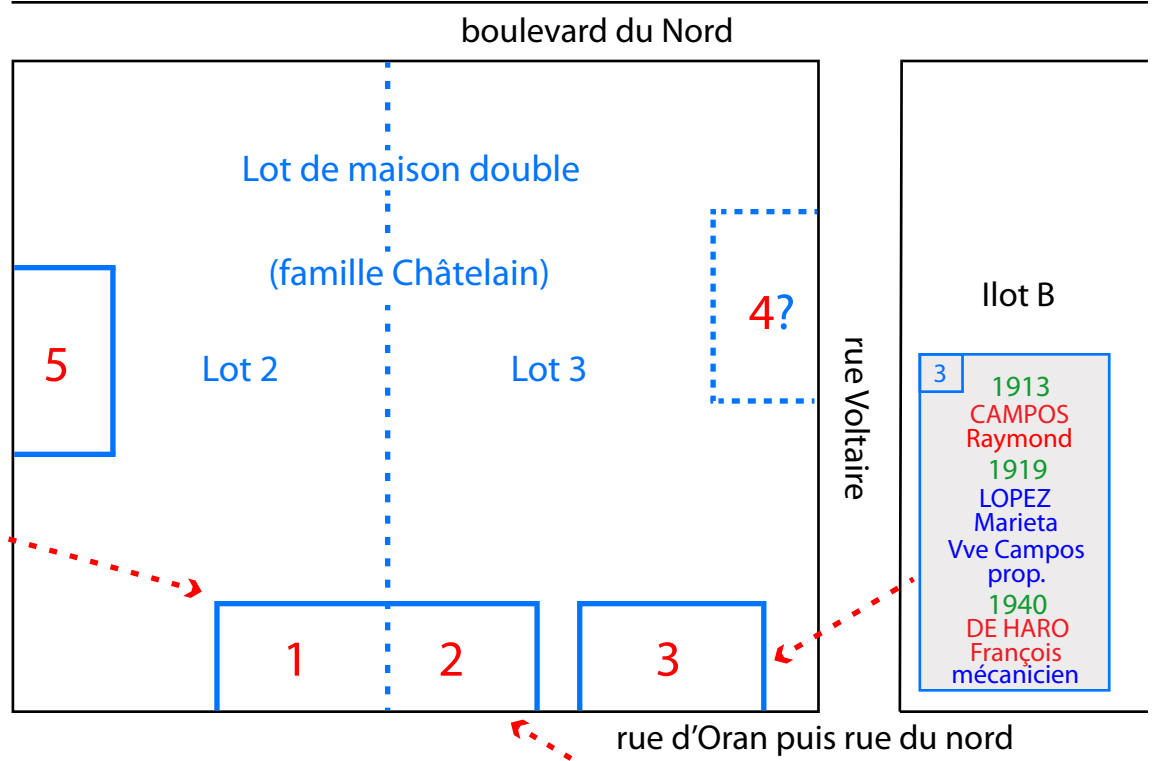 boulevard du Nord
Lot de maison double
(famille Châtelain)
4?
5
Lot 2
Lot 3
rue Voltaire
1
2
3
rue d'Oran puis rue du nord
Ilot B
3
1913
CAMPOS
Raymond
1919
LOPEZ
Marieta
Vve Campos
prop.
1940
DE HARO
François
mécanicien